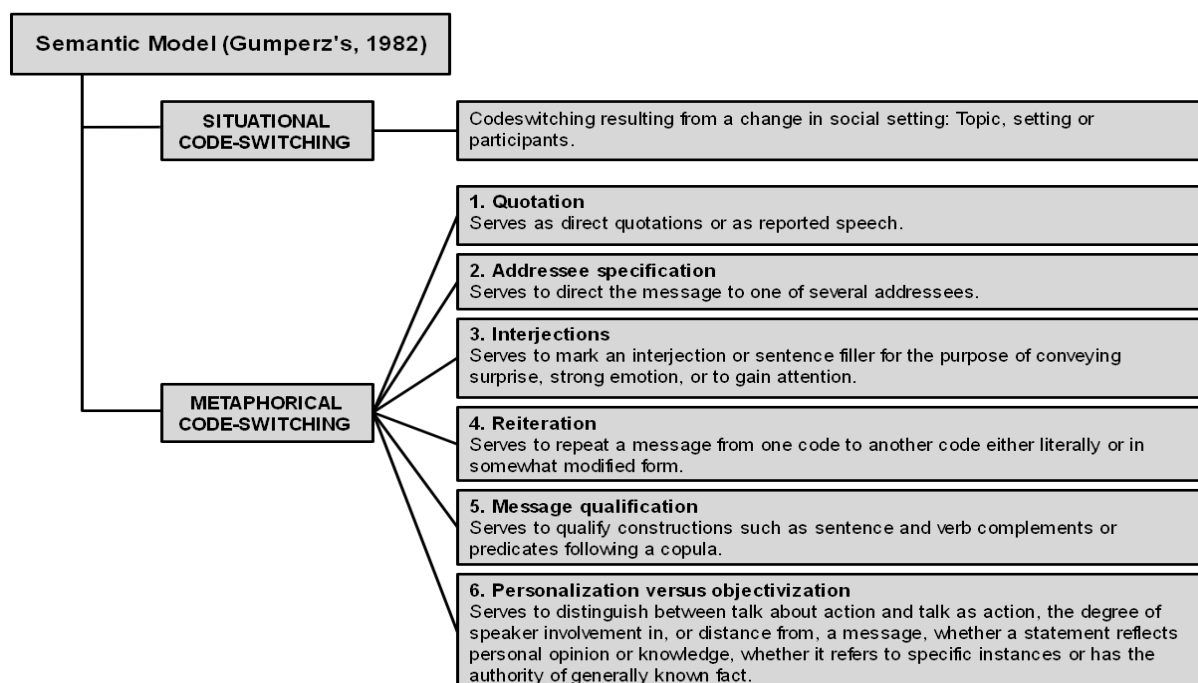 Semantic Model (Gumperz's, 1982)
SITUATIONAL
CODE-SWITCHING
Codeswitching resulting from a change in social setting: Topic, setting or
participants.
1. Quotation
Serves as direct quotations or as reported speech.
2. Addressee specification
Serves to direct the message to one of several addressees.
3. Interjections
Serves to mark an interjection or sentence filler for the purpose of conveying
surprise, strong emotion, or to gain attention.
METAPHORICAL
CODE-SWITCHING
4. Reiteration
Serves to repeat a message from one code to another code either literally or in
somewhat modified form.
5. Message qualification
Serves to qualify constructions such as sentence and verb complements or
predicates following a copula.
6. Personalization versus objectivization
Serves to distinguish between talk about action and talk as action, the degree of
speaker involvement in, or distance from, a message, whether a statement reflects
personal opinion or knowledge, whether it refers to specific instances or has the
authority of generally known fact.